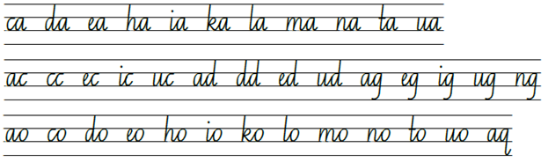 ca da ea ha ia ka la ma na ta ua
ac cc ec ic uc ad dd ed ud ag eg ig ug ng
ao co do eo ho io ko lo mo no to uo aq